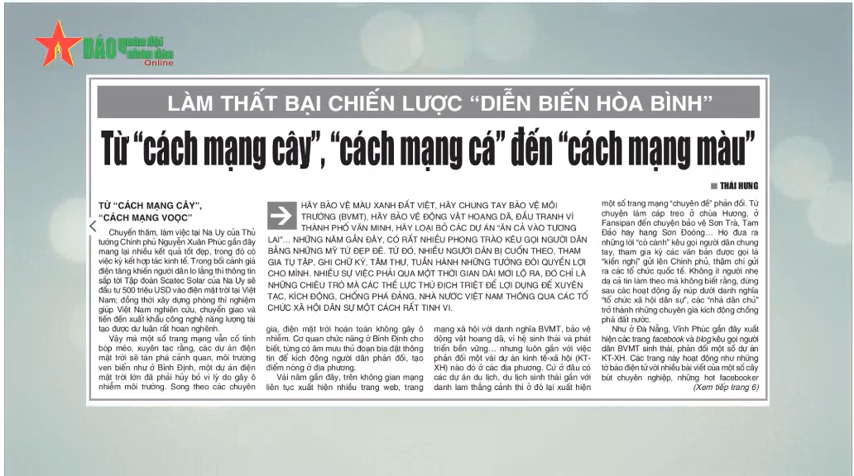 BÁO quân đội nhân dân
Online
LÀM THẤT BẠI CHIẾN LƯỢC “DIỄN BIẾN HÒA BÌNH”
Từ “cách mạng cây”, “cách mạng cá” đến “cách mạng màu”
THÁI HƯNG
TỪ “CÁCH MẠNG CÂY”,
“CÁCH MẠNG VOỌC”
Chuyến thăm, làm việc tại Na Uy của Thủ
tướng Chính phủ Nguyễn Xuân Phúc gần đây
mang lại nhiều kết quả tốt đẹp, trong đó có
việc ký kết hợp tác kinh tế. Trong bối cảnh giá
điện tăng khiến người dân lo lắng thì thông tin
sắp tới Tập đoàn Scatec Solar của Na Uy sẽ
đầu tư 500 triệu USD vào điện mặt trời tại Việt
Nam; đồng thời xây dựng phòng thí nghiệm
giúp Việt Nam nghiên cứu, chuyển giao và
tiến đến xuất khẩu công nghệ năng lượng tái
tạo được dư luận rất hoan nghênh.
Vậy mà một số trang mạng vẫn cố tình
bóp méo, xuyên tạc rằng, các dự án điện
mặt trời sẽ tàn phá cảnh quan, môi trường
ven biển như ở Bình Định, một dự án điện
mặt trời lớn đã phải hủy bỏ vì lý do gây ô
nhiễm môi trường. Song theo các chuyên
HÃY BẢO VỆ MÀU XANH ĐẤT VIỆT, HÃY CHUNG TAY BẢO VỆ MÔI
TRƯỜNG (BVMT), HÃY BẢO VỆ ĐỘNG VẬT HOANG DÃ, ĐẤU TRANH VÌ
THÀNH PHỐ VĂN MINH, HÃY LOẠI BỎ CÁC DỰ ÁN “ĂN CẢ VÀO TƯƠNG
LAI”... NHỮNG NĂM GẦN ĐÂY, CÓ RẤT NHIỀU PHONG TRÀO KÊU GỌI NGƯỜI DÂN
BẰNG NHỮNG MỸ TỪ ĐẸP ĐẼ. TỪ ĐÓ, NHIỀU NGƯỜI DÂN BỊ CUỐN THEO, THAM
GIA TỤ TẬP, GHI CHỮ KÝ, TÂM THƯ, TUẦN HÀNH NHỮNG TƯỞNG ĐÒI QUYỀN LỢI
CHO MÌNH. NHIỀU SỰ VIỆC PHẢI QUA MỘT THỜI GIAN DÀI MỚI LỘ RA, ĐÓ CHỈ LÀ
NHỮNG CHIÊU TRÒ MÀ CÁC THẾ LỰC THÙ ĐỊCH TRIỆT ĐỂ LỢI DỤNG ĐỂ XUYÊN
TẠC, KÍCH ĐỘNG, CHỐNG PHÁ ĐẢNG, NHÀ NƯỚC VIỆT NAM THÔNG QUA CÁC TỔ
CHỨC XÃ HỘI DÂN SỰ MỘT CÁCH RẤT TINH VI.
gia, điện mặt trời hoàn toàn không gây ô
nhiễm. Cơ quan chức năng ở Bình Định cho
biết, từng có âm mưu thủ đoạn bịa đặt thông
tin để kích động người dân phản đối, tạo
điểm nóng ở địa phương.
Vài năm gần đây, trên không gian mạng
liên tục xuất hiện nhiều trang web, trang
mạng xã hội với danh nghĩa BVMT, bảo vệ
động vật hoang dã, vì hệ sinh thái và phát
triển bền vững... nhưng luôn gắn với việc
phản đối một vài dự án kinh tế-xã hội (KT-
XH) nào đó ở các địa phương. Cứ ở đâu có
các dự án du lịch, du lịch sinh thái gắn với
danh lam thắng cảnh thì ở đó lại xuất hiện
một số trang mạng “chuyên đề” phản đối. Từ
chuyện làm cáp treo ở chùa Hương, ở
Fansipan đến chuyện bảo vệ Sơn Trà, Tam
Đảo hay hang Sơn Đoòng... Họ đưa ra
những lời “có cánh” kêu gọi người dân chung
tay, tham gia ký các văn bản được gọi là
“kiến nghị” gửi lên Chính phủ, thậm chí gửi
ra các tổ chức quốc tế. Không ít người nhẹ
dạ cả tin làm theo mà không biết rằng, đứng
sau các hoạt động ấy núp dưới danh nghĩa
“tổ chức xã hội dân sự”, các “nhà dân chủ”
trở thành những chuyên gia kích động chống
phá đất nước.
Như ở Đà Nẵng, Vĩnh Phúc gần đây xuất
hiện các trang facebook và blog kêu gọi người
dân BVMT sinh thái, phản đối một số dự án
KT-XH. Các trang này hoạt động như những
tờ báo điện tử với nhiều bài viết của một số cây
bút chuyên nghiệp, những hot facebooker
(Xem tiếp trang 6)